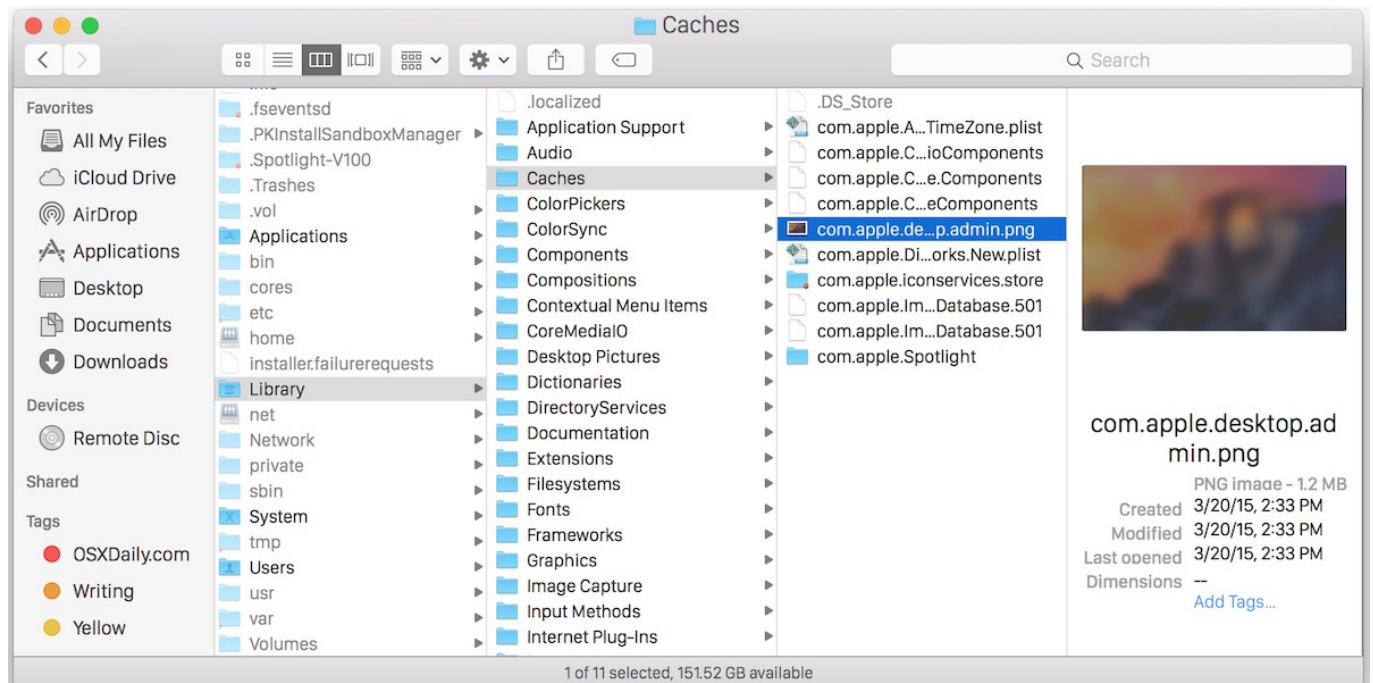 Caches
Search
Favorites
All My Files
iCloud Drive
AirDrop
Applications
Desktop
Documents
Downloads
Devices
Remote Disc
Shared
Tags
OSXDaily.com
Writing
Yellow
.fseventsd
.PKInstallSandboxManager
.Spotlight-V100
.Trashes
.vol
Applications
bin
cores
etc
home
installer.failurerequests
Library
net
Network
private
sbin
System
tmp
Users
usr
var
Volumes
.localized
Application Support
Audio
Caches
ColorPickers
ColorSync
Components
Compositions
Contextual Menu Items
CoreMediaIO
Desktop Pictures
Dictionaries
DirectoryServices
Documentation
Extensions
Filesystems
Fonts
Frameworks
Graphics
Image Capture
Input Methods
Internet Plug-Ins
.DS_Store
com.apple.A...TimeZone.plist
com.apple.C...ioComponents
com.apple.C...e.Components
com.apple.C...eComponents
com.apple.de...p.admin.png
com.apple.Di...orks.New.plist
com.apple.iconservices.store
com.apple.Im...Database.501
com.apple.Im...Database.501
com.apple.Spotlight
com.apple.desktop.ad
min.png
PNG image - 1.2 MB
Created 3/20/15, 2:33 PM
Modified 3/20/15, 2:33 PM
Last opened 3/20/15, 2:33 PM
Dimensions --
Add Tags...
1 of 11 selected, 151.52 GB available